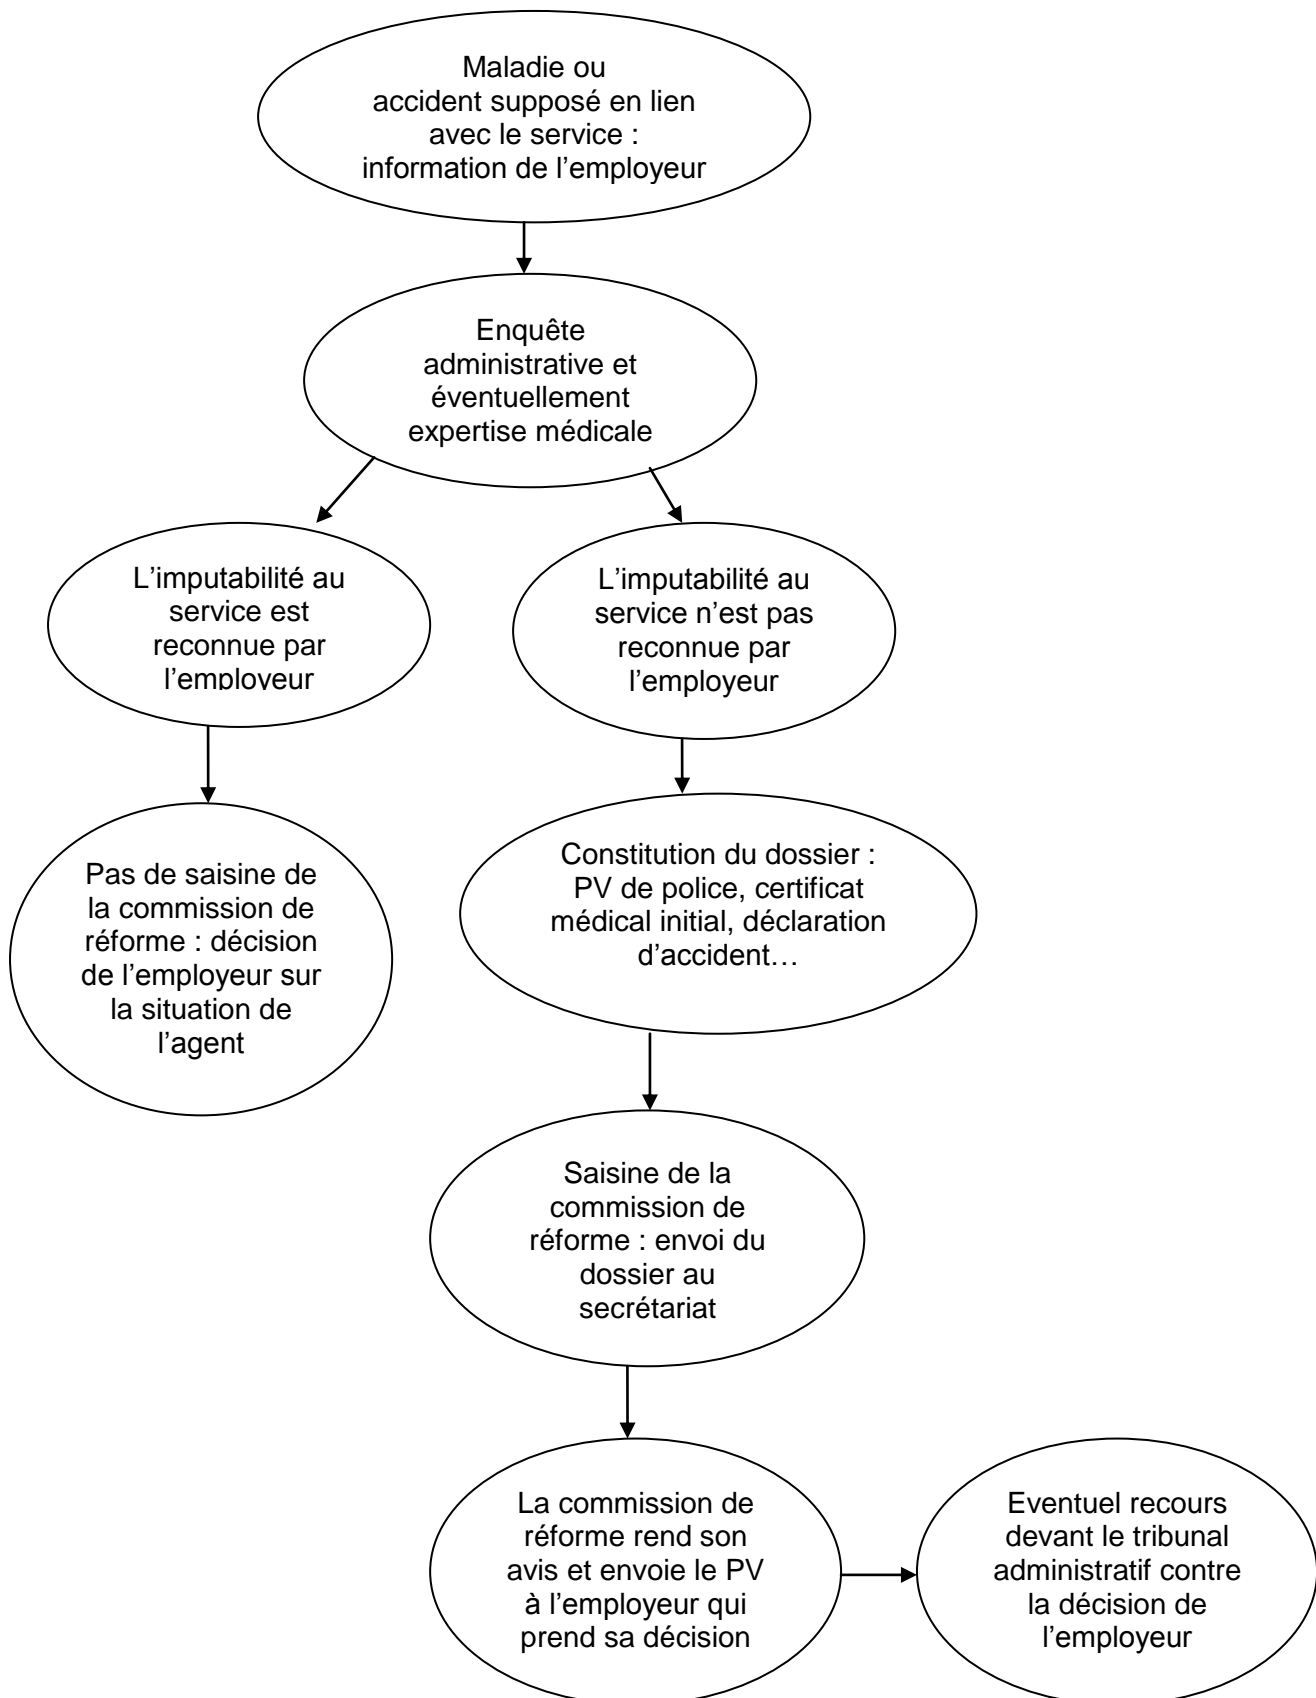 Maladie ou
accident supposé en lien
avec le service :
information de l’employeur
Enquête
administrative et
éventuellement
expertise médicale
L’imputabilité au
service est
reconnue par
l’employeur
L’imputabilité au
service n’est pas
reconnue par
l’employeur
Pas de saisine de
la commission de
réforme : décision
de l’employeur sur
la situation de
l’agent
Constitution du dossier :
PV de police, certificat
médical initial, déclaration
d’accident…
Saisine de la
commission de
réforme : envoi du
dossier au
secrétariat
La commission de
réforme rend son
avis et envoie le PV
à l’employeur qui
prend sa décision
Eventuel recours
devant le tribunal
administratif contre
la décision de
l’employeur